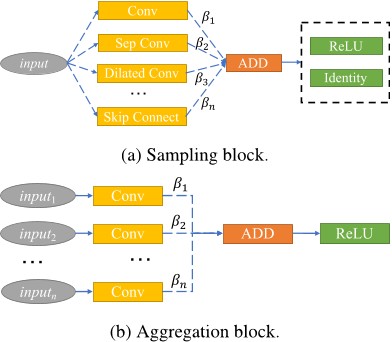 Conv
β1
Sep Conv
β2
input
Dilated Conv
β3
ADD
ReLU
Identity
...
βn
Skip Connect
(a) Sampling block.
input1
Conv
β1
input2
Conv
β2
ADD
ReLU
...
...
inputn
Conv
βn
(b) Aggregation block.